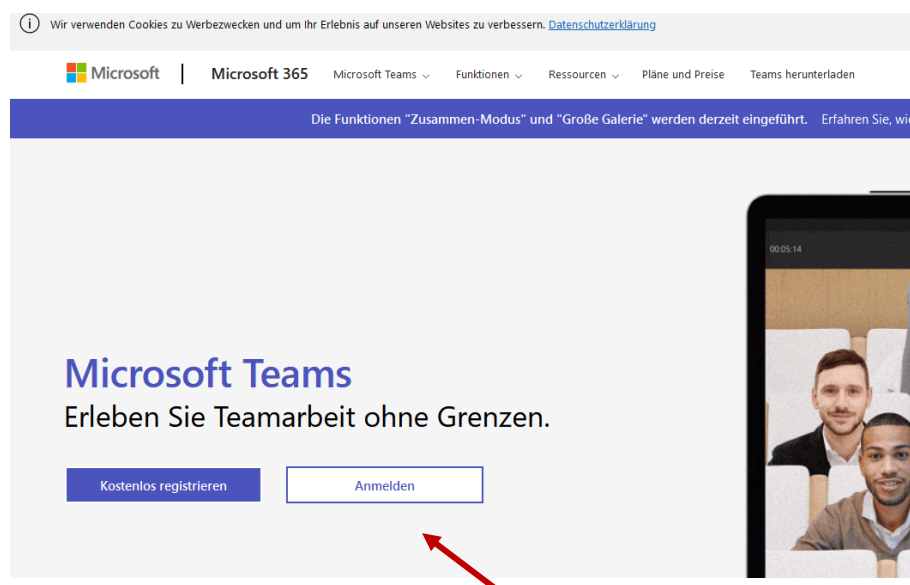 Wir verwenden Cookies zu Werbezwecken und um Ihr Erlebnis auf unseren Websites zu verbessern. Datenschutzerklärung
Microsoft | Microsoft 365 Microsoft Teams Funktionen Ressourcen Pläne und Preise Teams herunterladen
Die Funktionen "Zusammen-Modus" und "Große Galerie" werden derzeit eingeführt. Erfahren Sie, wie
00:05:14
Microsoft Teams
Erleben Sie Teamarbeit ohne Grenzen.
Kostenlos registrieren Anmelden